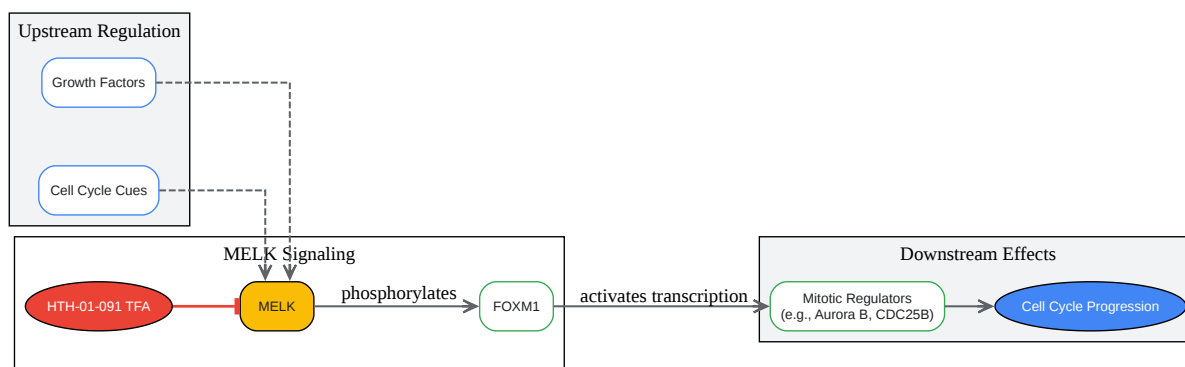 Upstream Regulation
Growth Factors
Cell Cycle Cues
MELK Signaling
Downstream Effects
HTH-01-091 TFA
MELK
phosphorylates
FOXM1
activates transcription
Mitotic Regulators
(e.g., Aurora B, CDC25B)
Cell Cycle Progression